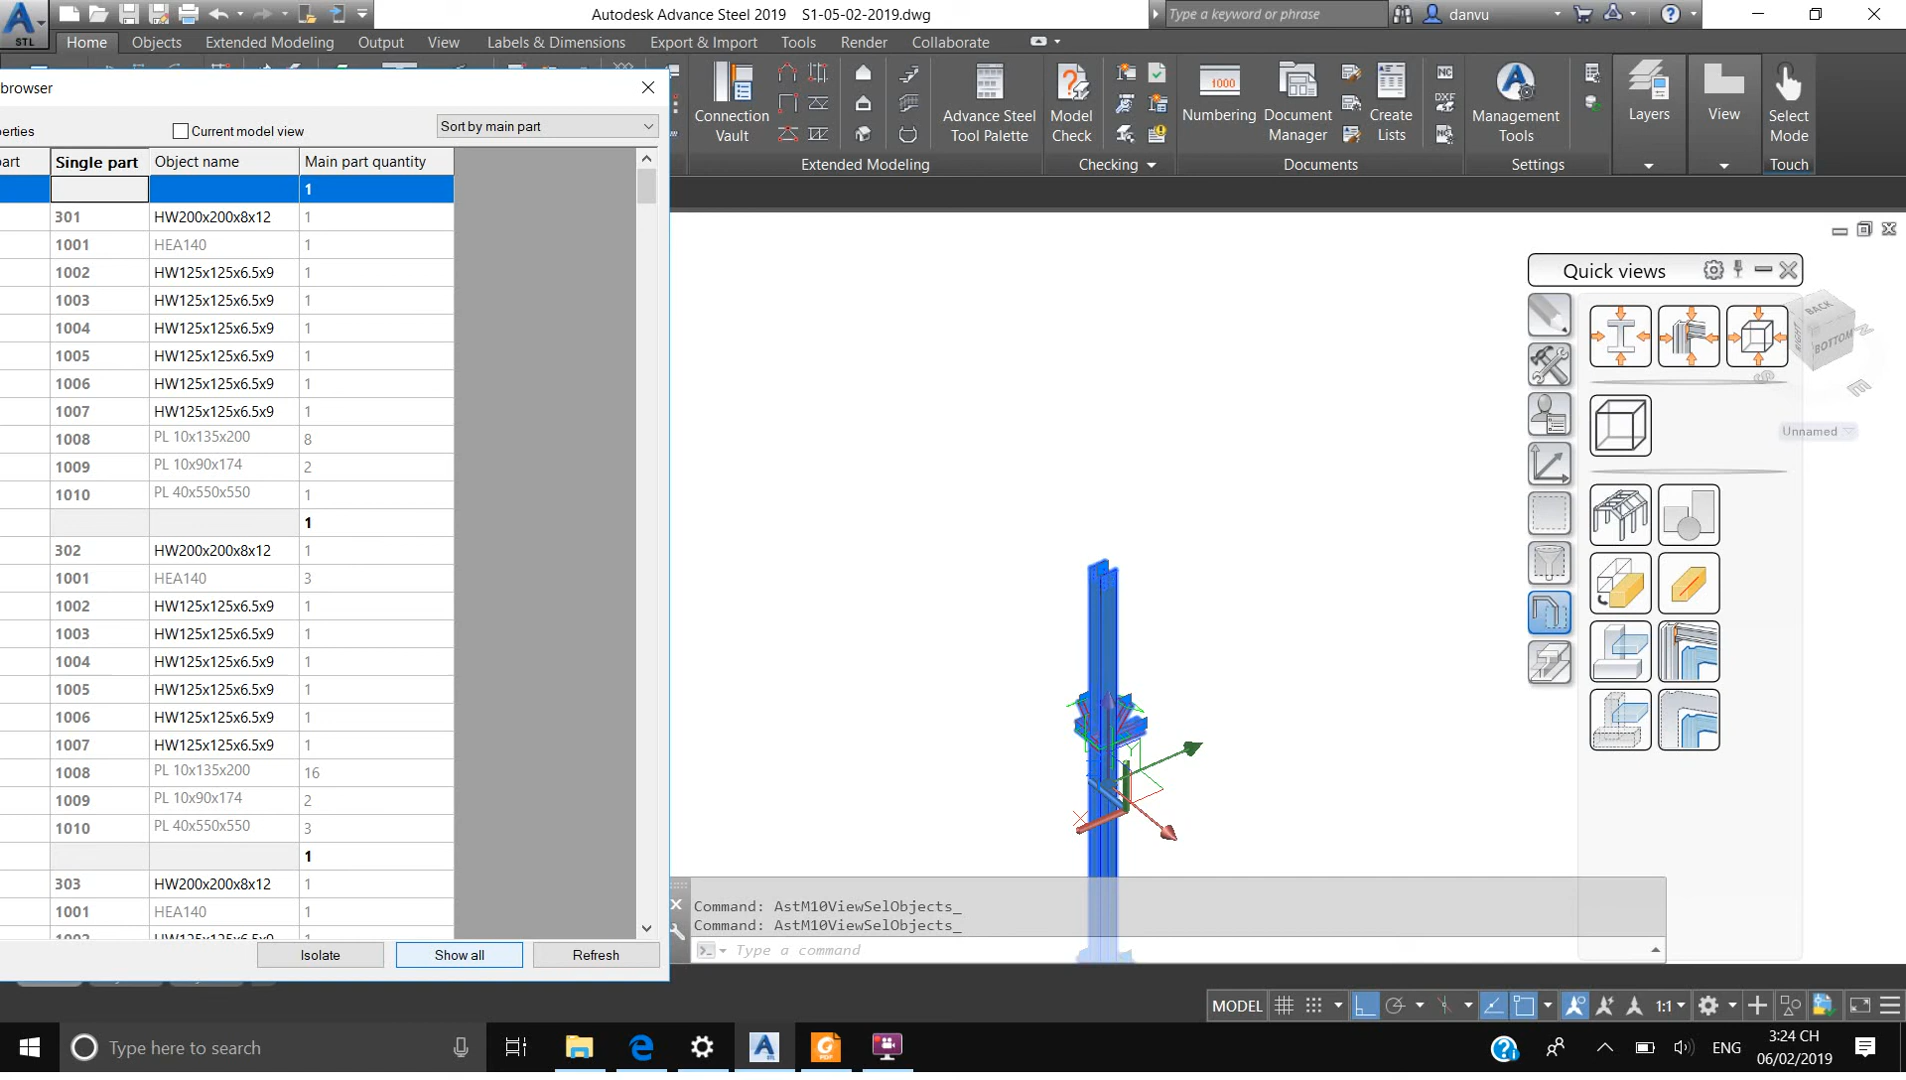 STL
Autodesk Advance Steel 2019 S1-05-02-2019.dwg
Type a keyword or phrase
danvu
Home Objects Extended Modeling Output View Labels & Dimensions Export & Import Tools Render Collaborate
browser
erties
Current model view
Sort by main part
Connection Vault
Advance Steel Tool Palette
Model Check
1000
Numbering
Document Manager
NC
DXF
Create Lists
Management Tools
Layers
View
Select Mode
Extended Modeling
Checking
Documents
Settings
Touch
art Single part Object name Main part quantity
1
301 HW200x200x8x12 1
1001 HEA140 1
1002 HW125x125x6.5x9 1
1003 HW125x125x6.5x9 1
1004 HW125x125x6.5x9 1
1005 HW125x125x6.5x9 1
1006 HW125x125x6.5x9 1
1007 HW125x125x6.5x9 1
1008 PL 10x135x200 8
1009 PL 10x90x174 2
1010 PL 40x550x550 1
1
302 HW200x200x8x12 1
1001 HEA140 3
1002 HW125x125x6.5x9 1
1003 HW125x125x6.5x9 1
1004 HW125x125x6.5x9 1
1005 HW125x125x6.5x9 1
1006 HW125x125x6.5x9 1
1007 HW125x125x6.5x9 1
1008 PL 10x135x200 16
1009 PL 10x90x174 2
1010 PL 40x550x550 3
1
303 HW200x200x8x12 1
1001 HEA140 1
Isolate
Show all
Refresh
Quick views
BACK
RIGHT
BOTTOM
Unnamed
Command: AstM10ViewSelObjects_
Command: AstM10ViewSelObjects_
Type a command
MODEL
1:1
Type here to search
ENG
3:24 CH
06/02/2019